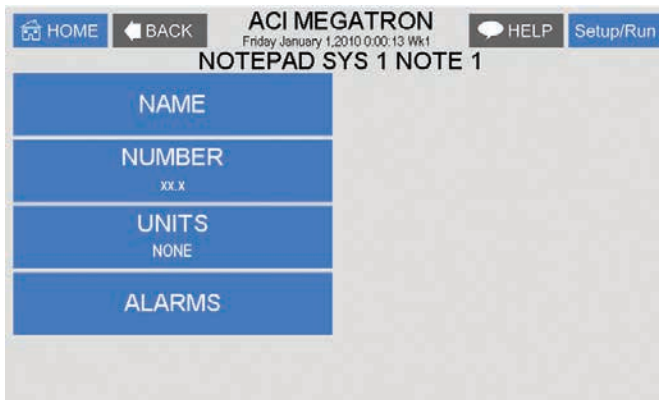 HOME
BACK
ACI MEGATRON
Friday January 1,2010 0:00:13 Wk1
HELP
Setup/Run
NOTEPAD SYS 1 NOTE 1
NAME
NUMBER
xx.x
UNITS
NONE
ALARMS